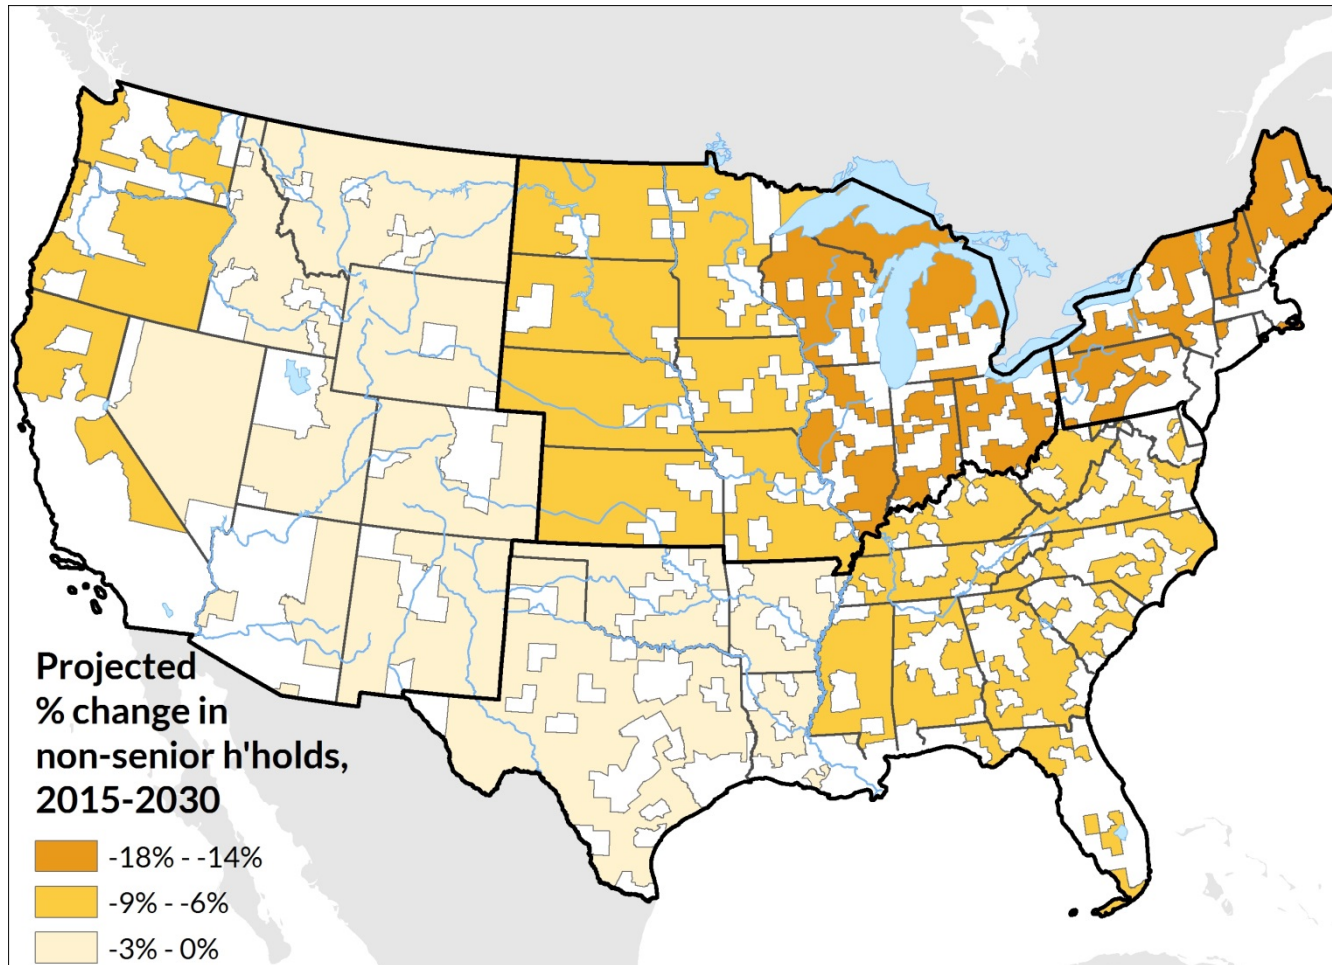 Projected
% change in
non-senior h'holds,
2015-2030
-18% - -14%
-9% - -6%
-3% - 0%